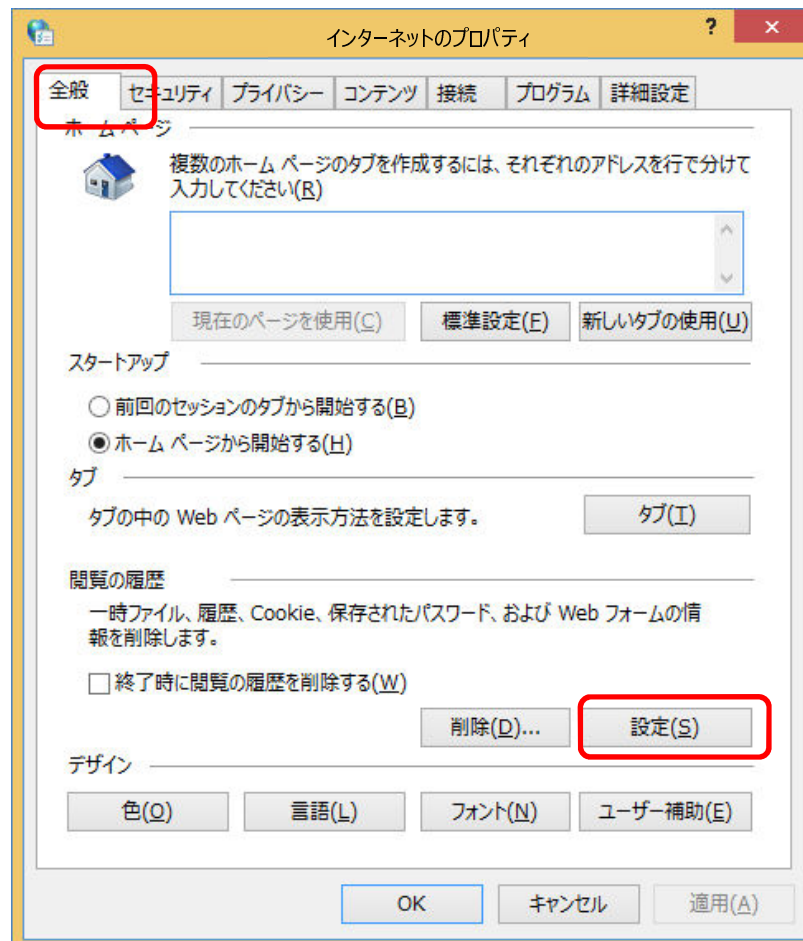 インターネットのプロパティ
?
×
全般 セキュリティ プライバシー コンテンツ 接続 プログラム 詳細設定
ホーム ページ
複数のホーム ページのタブを作成するには、それぞれのアドレスを行で分けて
入力してください(R)
現在のページを使用(C) 標準設定(F) 新しいタブの使用(U)
スタートアップ
前回のセッションのタブから開始する(B)
ホーム ページから開始する(H)
タブ
タブの中の Web ページの表示方法を設定します。 タブ(T)
閲覧の履歴
一時ファイル、履歴、Cookie、保存されたパスワード、および Web フォームの情
報を削除します。
終了時に閲覧の履歴を削除する(W)
削除(D)... 設定(S)
デザイン
色(O) 言語(L) フォント(N) ユーザー補助(E)
OK キャンセル 適用(A)